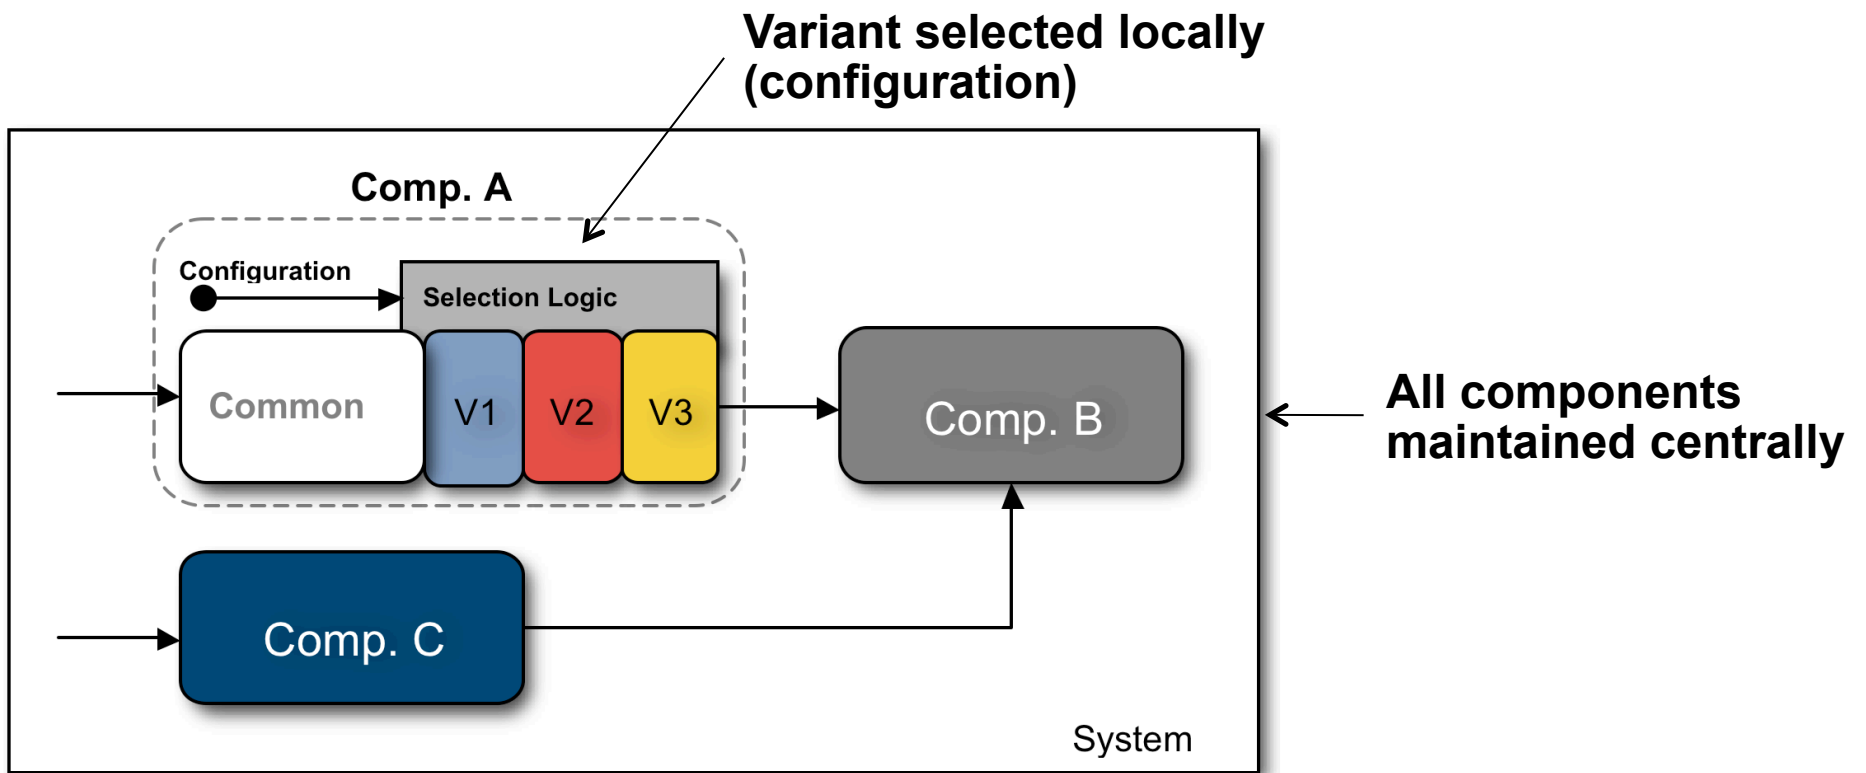 Variant selected locally
(configuration)
Comp. A
Configuration
Selection Logic
Common
V1
V2
V3
Comp. B
All components
maintained centrally
Comp. C
System